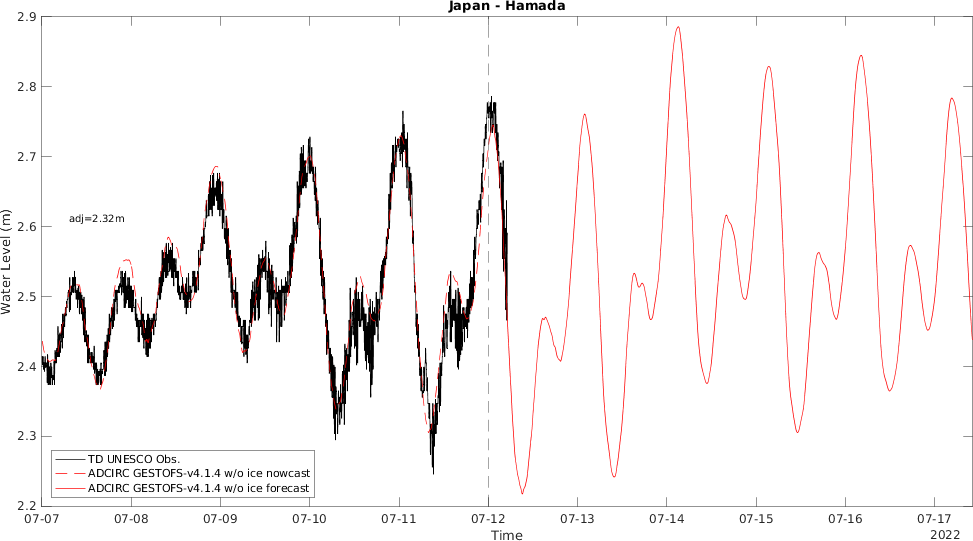 Japan - Hamada
2.9
2.8
2.7
2.6
2.5
2.4
2.3
2.2
Water Level (m)
adj=2.32m
TD UNESCO Obs.
ADCIRC GESTOFS-v4.1.4 w/o ice nowcast
ADCIRC GESTOFS-v4.1.4 w/o ice forecast
07-07 07-08 07-09 07-10 07-11 07-12 07-13 07-14 07-15 07-16 07-17
Time
2022